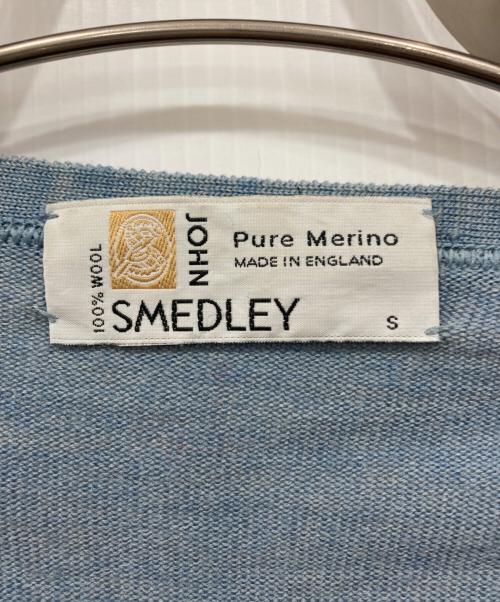 100% WOOL
JOHN
SMEDLEY
Pure Merino
MADE IN ENGLAND
S